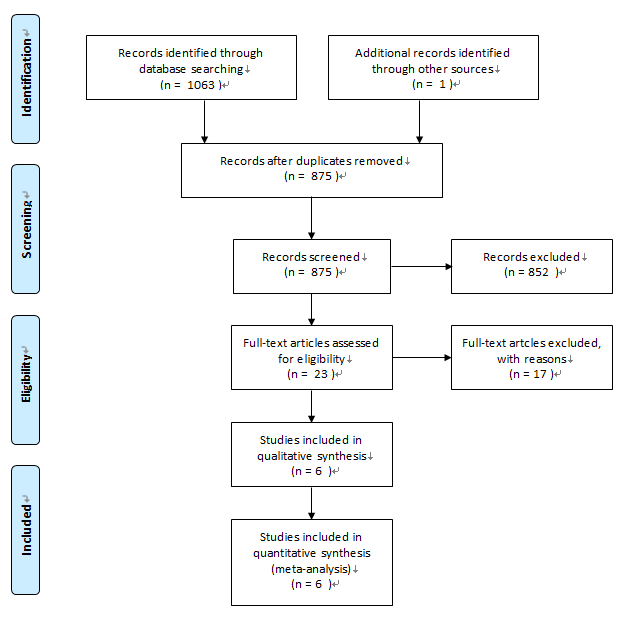 Identification↵
Records identified through
database searching↓
(n = 1063 )↵
Additional records identified
through other sources↓
(n = 1 )↵
Records after duplicates removed↓
(n = 875 )↵
Screening↵
Records screened↓
(n = 875 )↵
Records excluded↓
(n = 852 )↵
Eligibility↵
Full-text articles assessed
for eligibility↓
(n = 23 )↵
Full-text artcles excluded,
with reasons↓
(n = 17 )↵
Studies included in
qualitative synthesis↓
(n = 6 )↵
Included↵
Studies included in
quantitative synthesis
(meta-analysis)↓
(n = 6 )↵